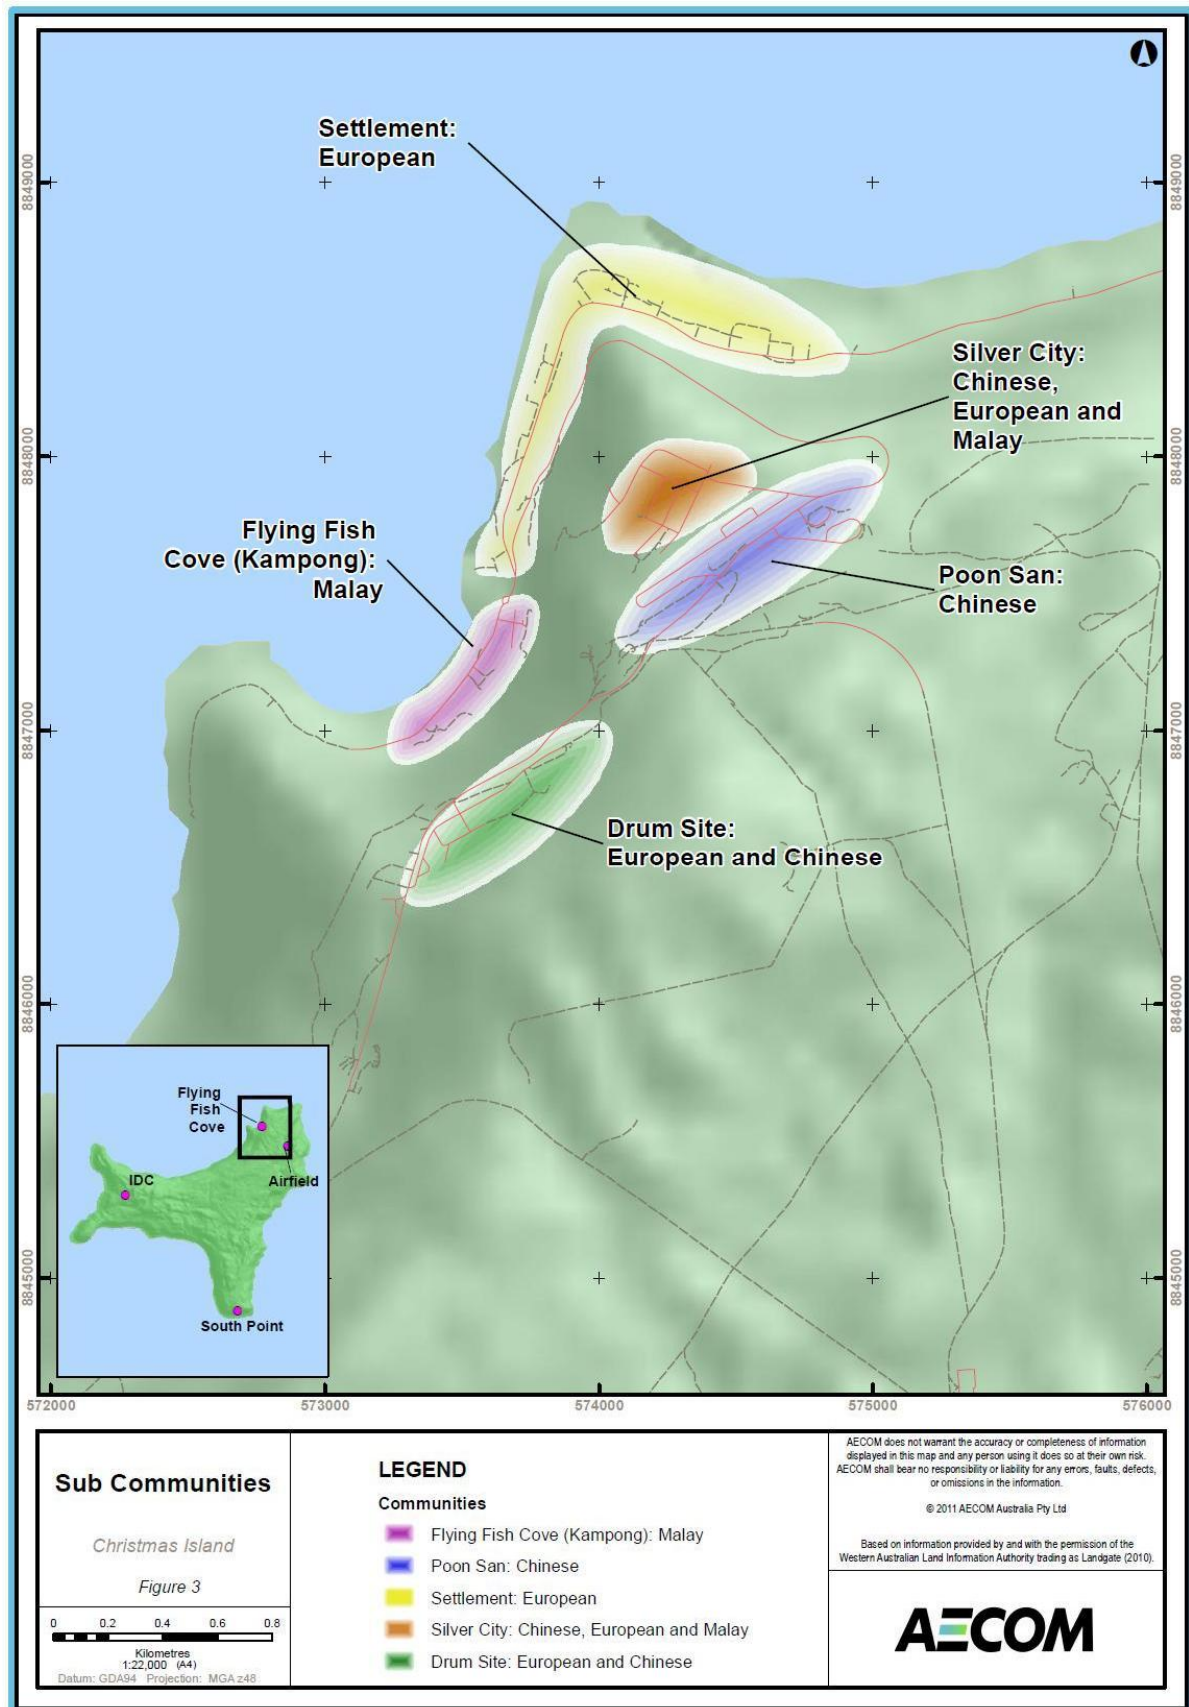 Settlement:
European
Silver City:
Chinese,
European and
Malay
Flying Fish
Cove (Kampong):
Malay
Poon San:
Chinese
Drum Site:
European and Chinese
8849000
8849000
8848000
8848000
8847000
8847000
8846000
8846000
8845000
8845000
Flying
Fish
Cove
IDC
Airfield
South Point
572000
573000
574000
575000
576000
Sub Communities
Christmas Island
Figure 3
0 0.2 0.4 0.6 0.8
Kilometres
1:22,000 (A4)
Datum: GDA94 Projection: MGA z48
LEGEND
Communities
Flying Fish Cove (Kampong): Malay
Poon San: Chinese
Settlement: European
Silver City: Chinese, European and Malay
Drum Site: European and Chinese
AECOM does not warrant the accuracy or completeness of information
displayed in this map and any person using it does so at their own risk.
AECOM shall bear no responsibility or liability for any errors, faults, defects,
or omissions in the information.
© 2011 AECOM Australia Pty Ltd
Based on information provided by and with the permission of the
Western Australian Land Information Authority trading as Landgate (2010).
AECOM